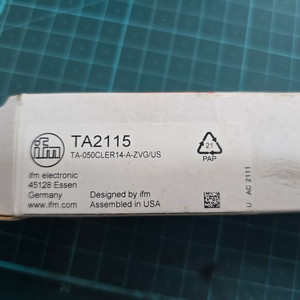 ifm
TA2115
TA-050CLER14-A-ZVG/US
ifm electronic
45128 Essen
Germany
www.ifm.com
Designed by ifm
Assembled in USA
21
PAP
U AC 2111